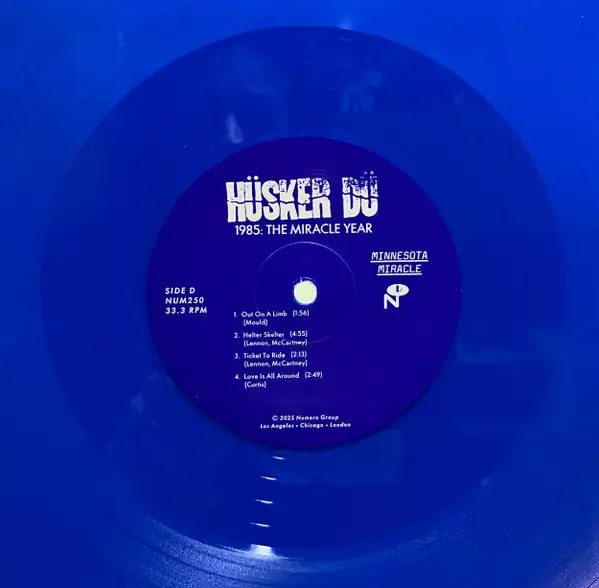 HÜSKER DÜ
1985: THE MIRACLE YEAR
MINNESOTA
MIRACLE
N
SIDE D
NUM250
33.3 RPM
1. Out On A Limb (1:56)
(Mould)
2. Helter Skelter (4:55)
(Lennon, McCartney)
3. Ticket To Ride (2:13)
(Lennon, McCartney)
4. Love Is All Around (2:49)
(Curtis)
© 2025 Numero Group
Los Angeles • Chicago • London